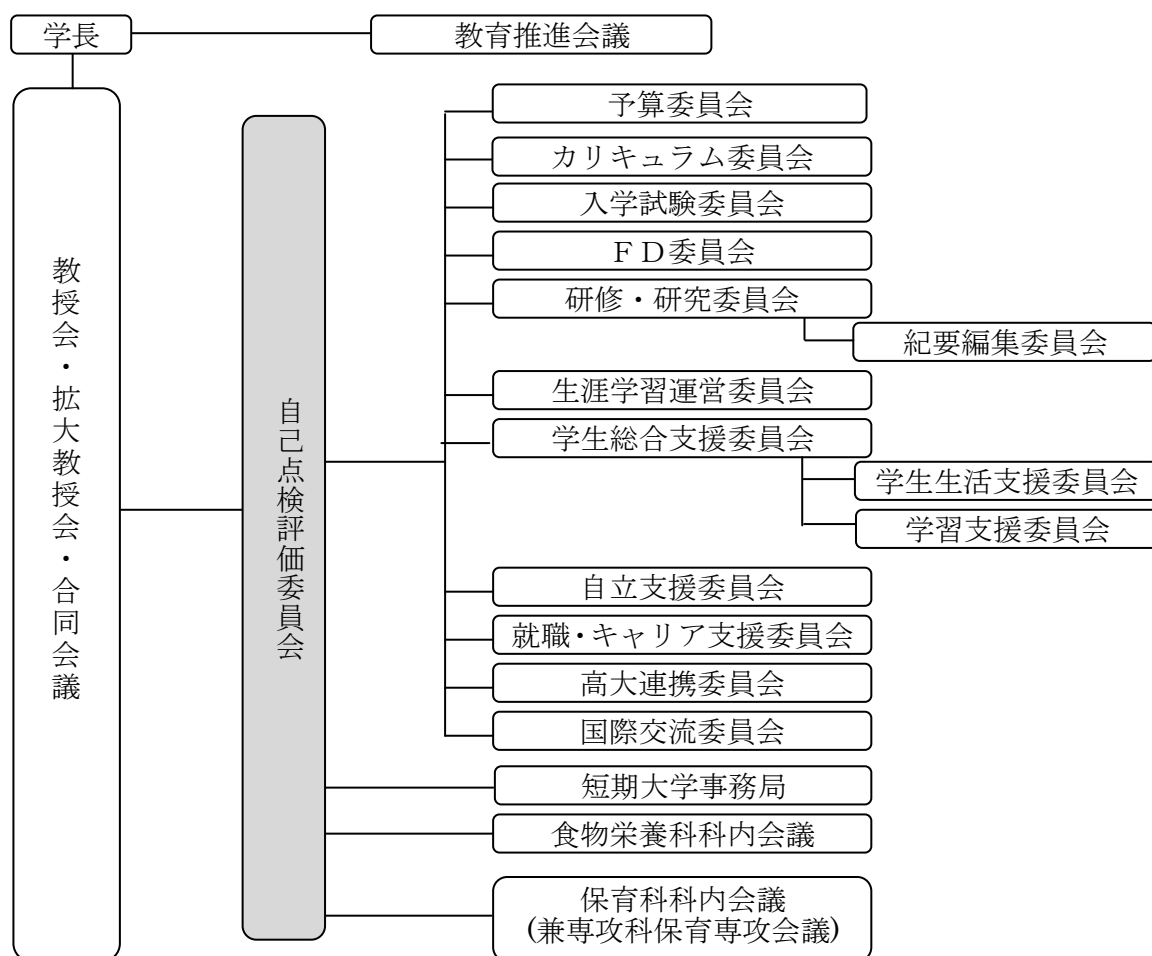 学長
教育推進会議
教授会・拡大教授会・合同会議
自己点検評価委員会
予算委員会
カリキュラム委員会
入学試験委員会
ＦＤ委員会
研修・研究委員会
紀要編集委員会
生涯学習運営委員会
学生総合支援委員会
学生生活支援委員会
学習支援委員会
自立支援委員会
就職・キャリア支援委員会
高大連携委員会
国際交流委員会
短期大学事務局
食物栄養科科内会議
保育科科内会議
(兼専攻科保育専攻会議)